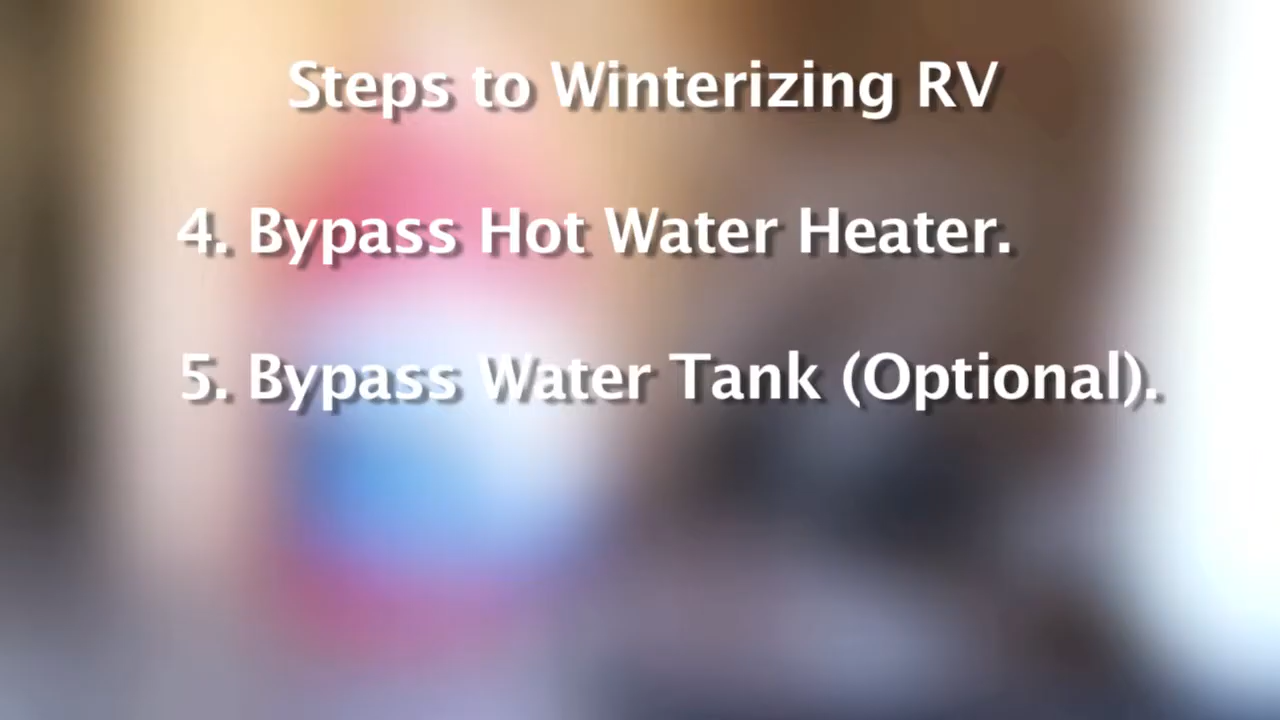 Steps to Winterizing RV
4. Bypass Hot Water Heater.
5. Bypass Water Tank (Optional).